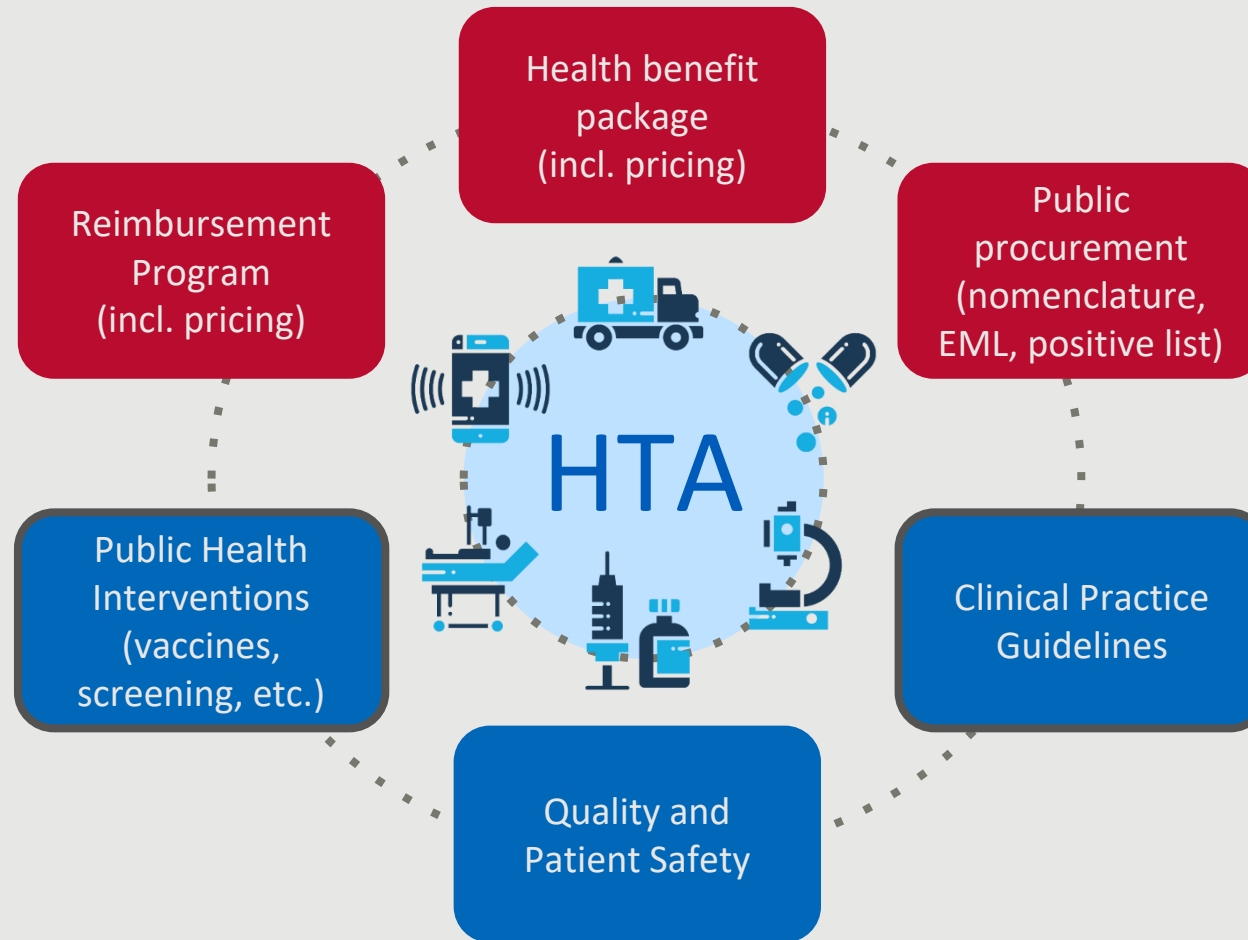 Health benefit
package
(incl. pricing)
Reimbursement
Program
(incl. pricing)
Public
procurement
(nomenclature,
EML, positive list)
HTA
Public Health
Interventions
(vaccines,
screening, etc.)
Clinical Practice
Guidelines
Quality and
Patient Safety